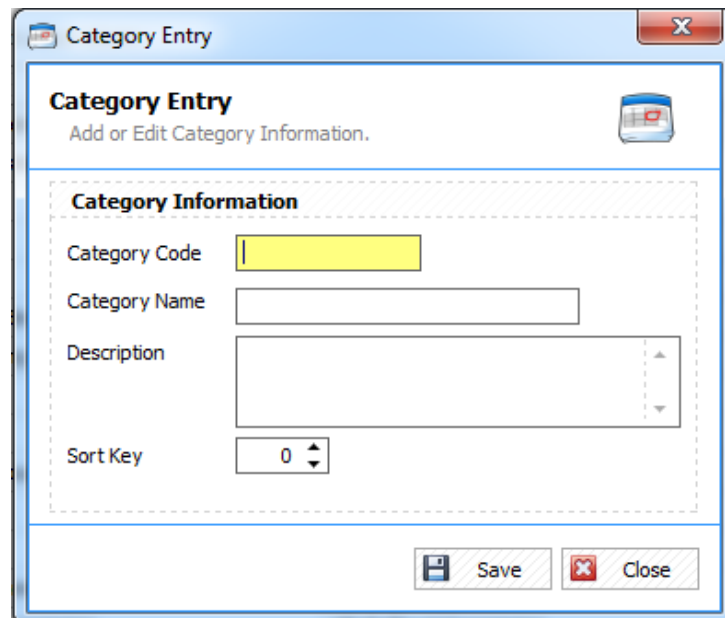 Category Entry
Category Entry
Add or Edit Category Information.
Category Information
Category Code
Category Name
Description
Sort Key 0
Save Close